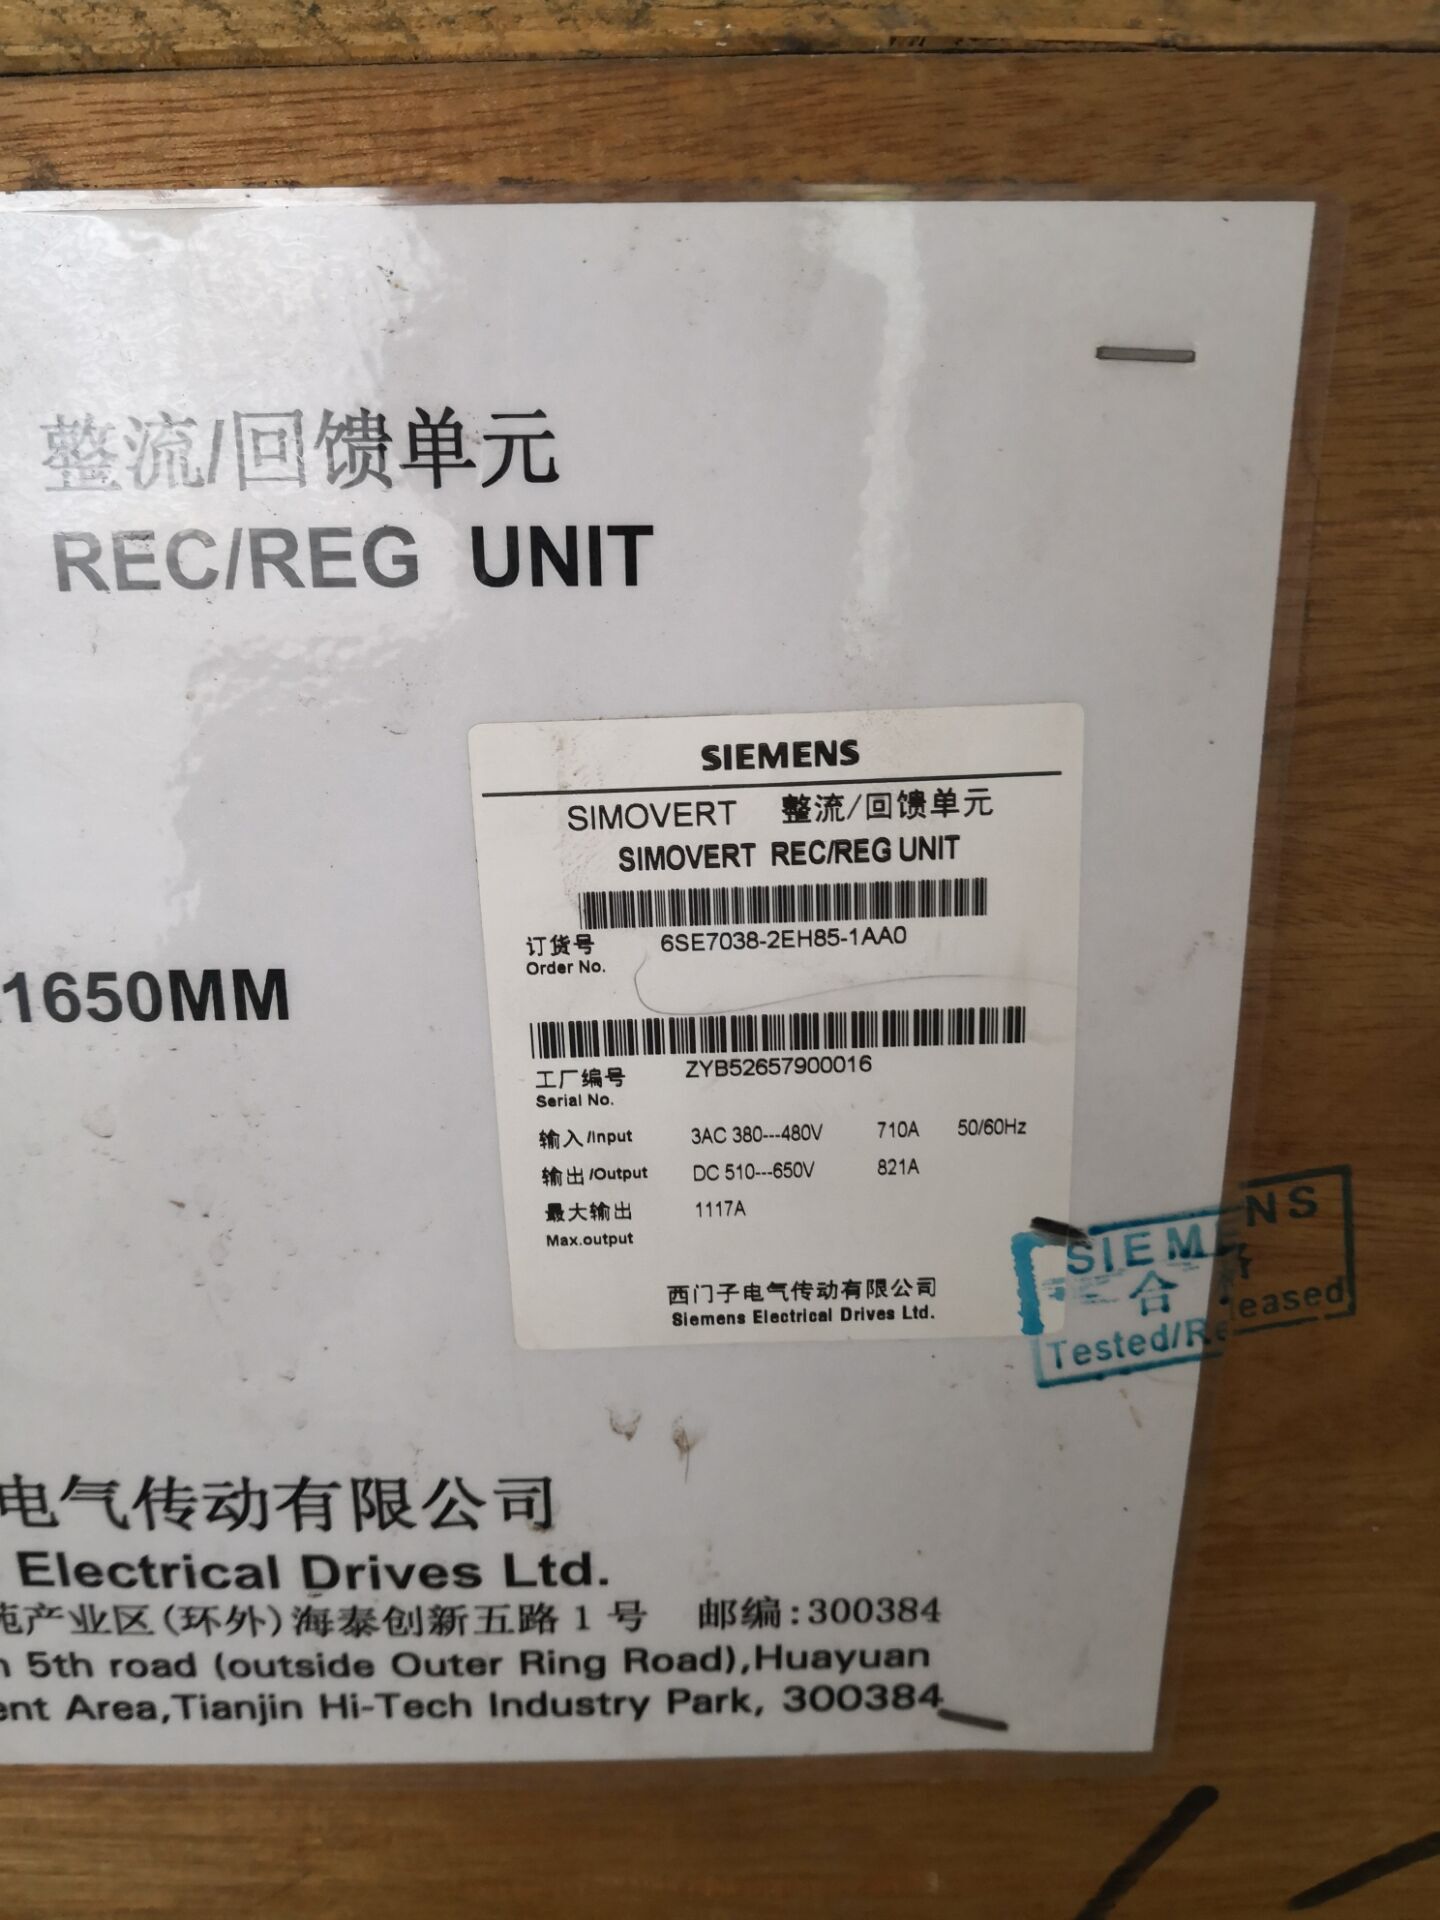 整流/回馈单元
REC/REG UNIT
1650MM
SIEMENS
SIMOVERT 整流/回馈单元
SIMOVERT REC/REG UNIT
订货号 6SE7038-2EH85-1AA0
Order No.
工厂编号 ZYB52657900016
Serial No.
输入/Input 3AC 380---480V 710A 50/60Hz
输出/Output DC 510---650V 821A
最大输出 1117A
Max.output
西门子电气传动有限公司
Siemens Electrical Drives Ltd.
SIEMENS
合
Tested/Released
电气传动有限公司
Electrical Drives Ltd.
产业区(环外)海泰创新五路1号 邮编:300384
5th road (outside Outer Ring Road),Huayuan
Area,Tianjin Hi-Tech Industry Park, 300384